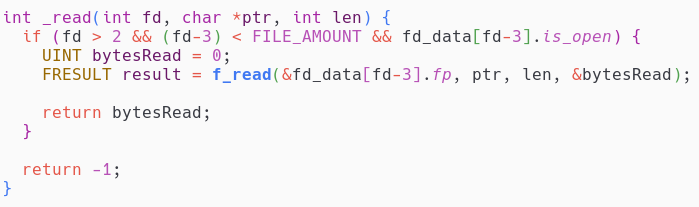 int _read(int fd, char *ptr, int len) {
  if (fd > 2 && (fd-3) < FILE_AMOUNT && fd_data[fd-3].is_open) {
    UINT bytesRead = 0;
    FRESULT result = f_read(&fd_data[fd-3].fp, ptr, len, &bytesRead);

    return bytesRead;
  }

  return -1;
}